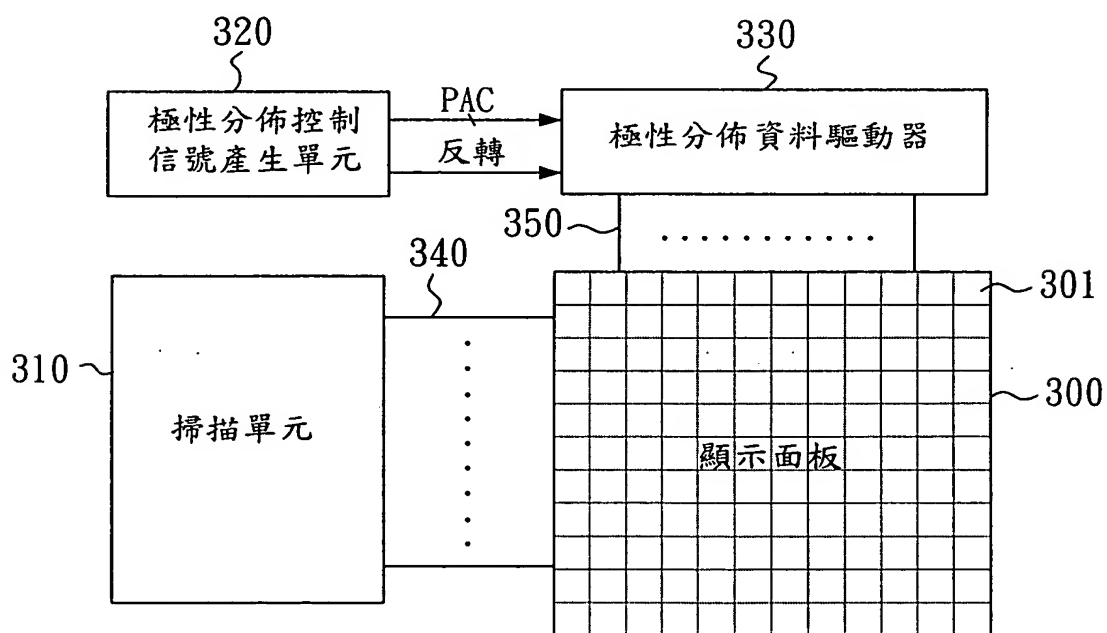 320
330
極性分佈控制
信號產生單元
PAC
反轉
極性分佈資料驅動器
350
340
301
310
掃描單元
300
顯示面板